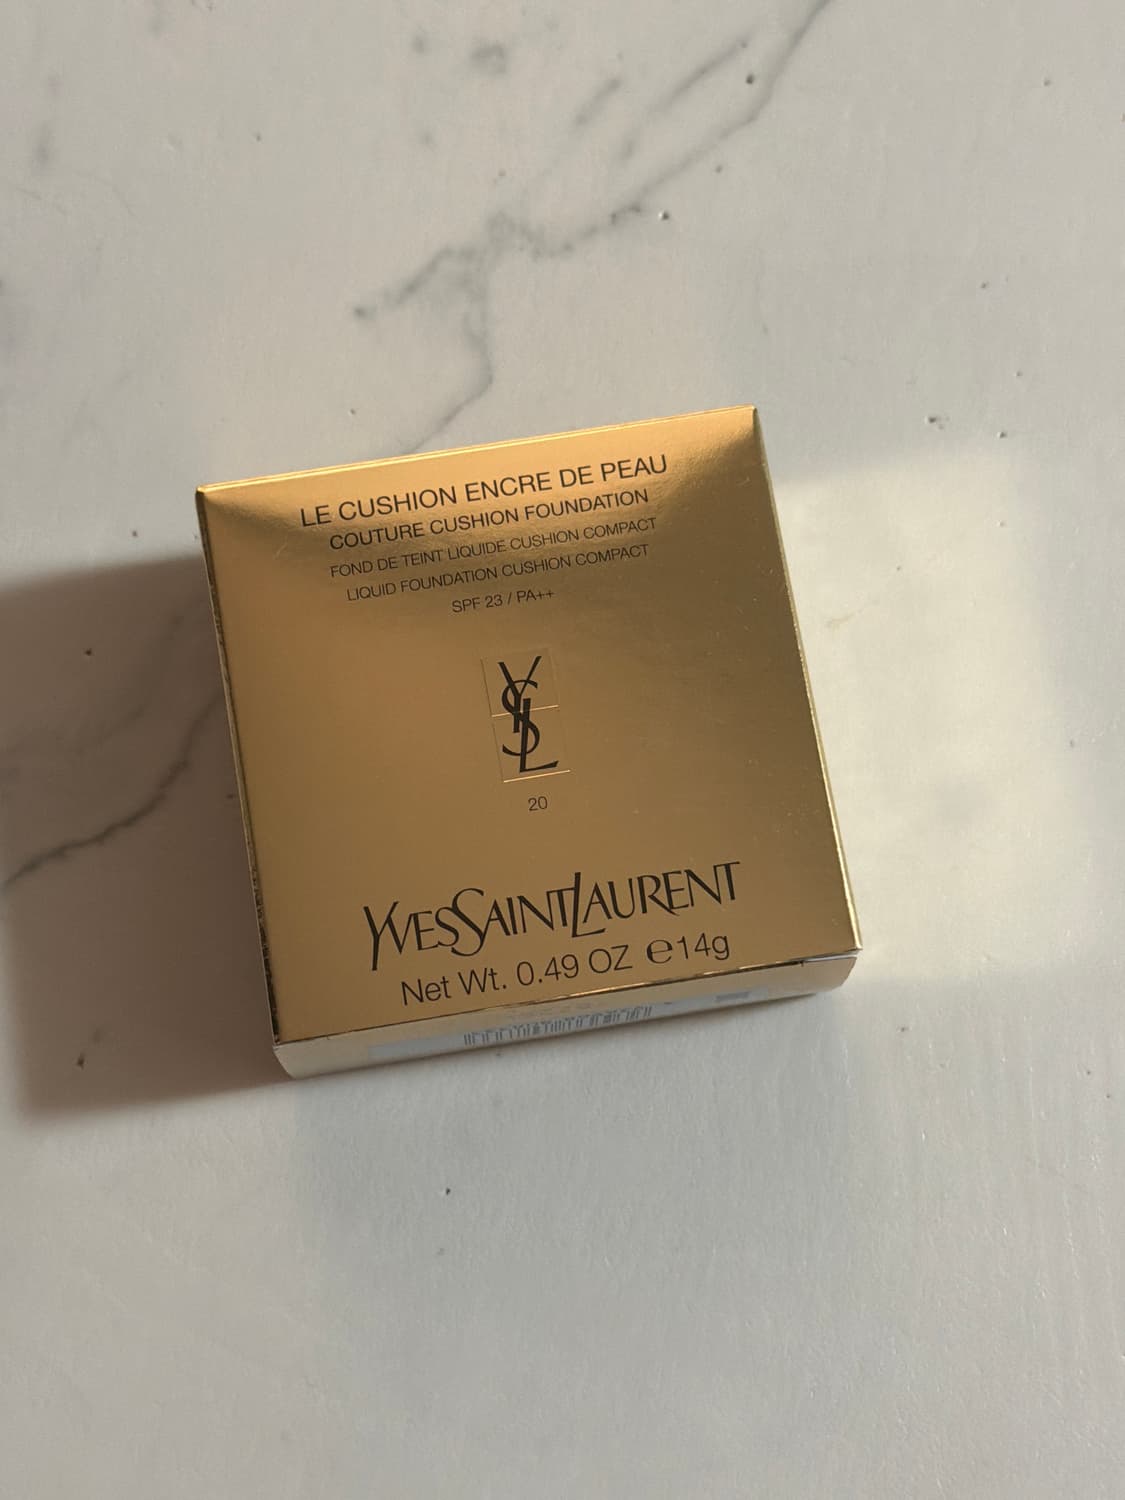 LE CUSHION ENCRE DE PEAU
COUTURE CUSHION FOUNDATION
FOND DE TEINT LIQUIDE CUSHION COMPACT
LIQUID FOUNDATION CUSHION COMPACT
SPF 23 / PA++
YSL
20
YVESSAINTLAURENT
Net Wt. 0.49 OZ ℮14g